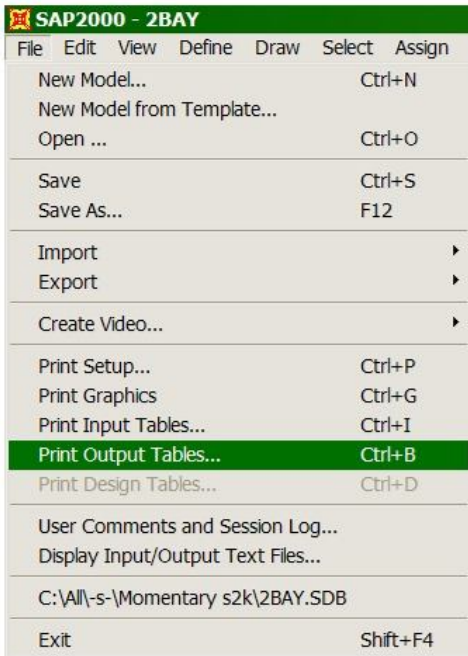 SAP2000 - 2BAY
File Edit View Define Draw Select Assign
New Model... Ctrl+N
New Model from Template...
Open ... Ctrl+O
Save Ctrl+S
Save As... F12
Import
Export
Create Video...
Print Setup... Ctrl+P
Print Graphics Ctrl+G
Print Input Tables... Ctrl+I
Print Output Tables... Ctrl+B
Print Design Tables... Ctrl+D
User Comments and Session Log...
Display Input/Output Text Files...
C:\All\-s-\Momentary s2k\2BAY.SDB
Exit Shift+F4